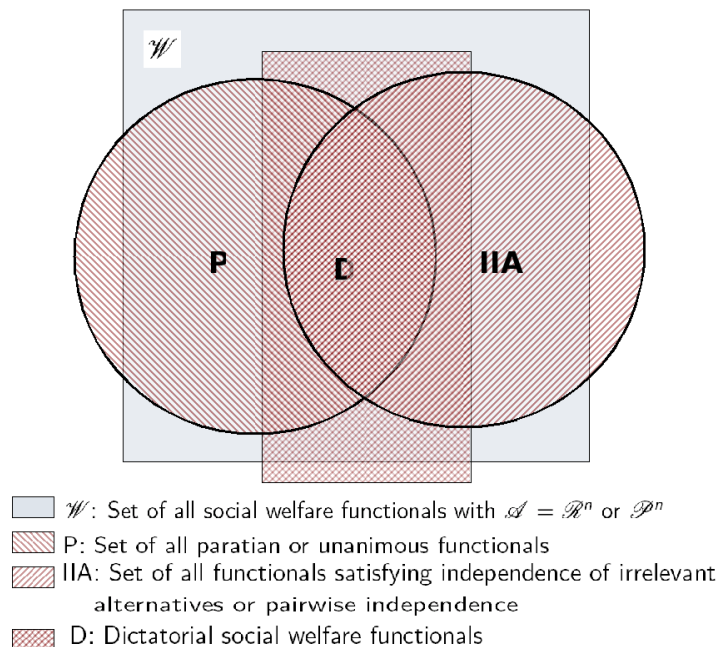 𝒲
P
D
IIA
𝒲: Set of all social welfare functionals with 𝒜 = ℛⁿ or 𝒫ⁿ
P: Set of all paratian or unanimous functionals
IIA: Set of all functionals satisfying independence of irrelevant
alternatives or pairwise independence
D: Dictatorial social welfare functionals